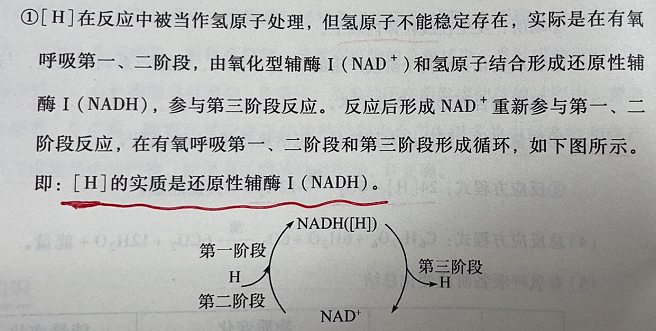 ①[H]在反应中被当作氢原子处理，但氢原子不能稳定存在，实际是在有氧
呼吸第一、二阶段，由氧化型辅酶Ⅰ(NAD⁺)和氢原子结合形成还原性辅
酶Ⅰ(NADH)，参与第三阶段反应。反应后形成NAD⁺重新参与第一、二
阶段反应，在有氧呼吸第一、二阶段和第三阶段形成循环，如下图所示。
即：[H]的实质是还原性辅酶Ⅰ(NADH)。
NADH([H])
第一阶段
H
第二阶段
第三阶段
H
NAD⁺